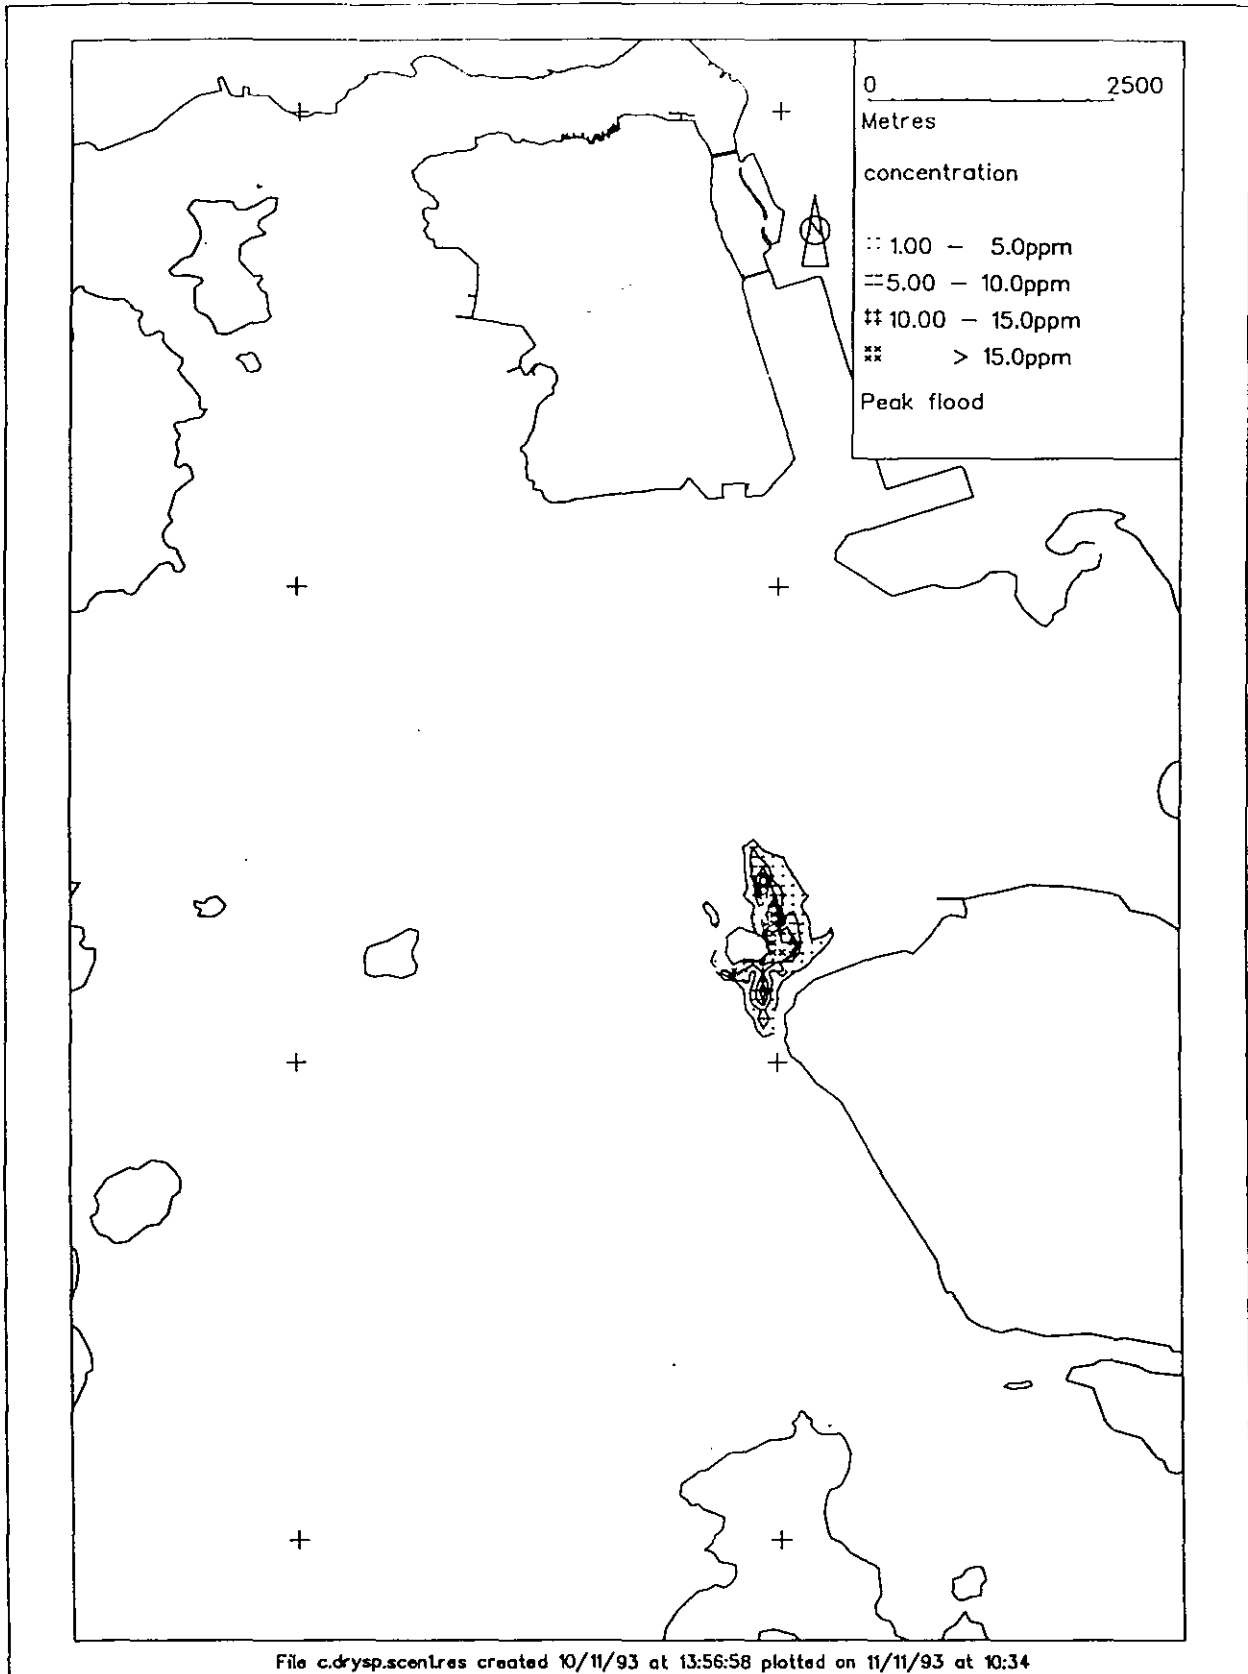 0 2500
Metres
concentration
1.00 - 5.0ppm
5.00 - 10.0ppm
10.00 - 15.0ppm
> 15.0ppm
Peak flood
File c.drysp.scen1.res created 10/11/93 at 13:56:58 plotted on 11/11/93 at 10:34